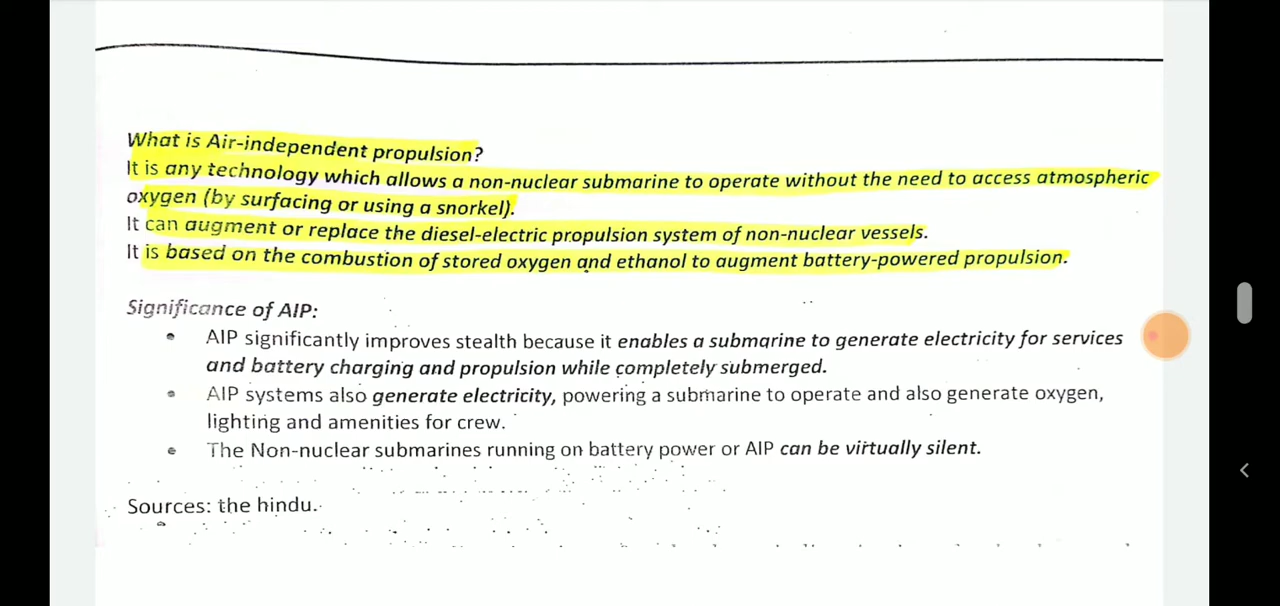 What is Air-independent propulsion?
It is any technology which allows a non-nuclear submarine to operate without the need to access atmospheric
oxygen (by surfacing or using a snorkel).
It can augment or replace the diesel-electric propulsion system of non-nuclear vessels.
It is based on the combustion of stored oxygen and ethanol to augment battery-powered propulsion.
Significance of AIP:
• AIP significantly improves stealth because it enables a submarine to generate electricity for services
and battery charging and propulsion while completely submerged.
• AIP systems also generate electricity, powering a submarine to operate and also generate oxygen,
lighting and amenities for crew.
• The Non-nuclear submarines running on battery power or AIP can be virtually silent.
Sources: the hindu.